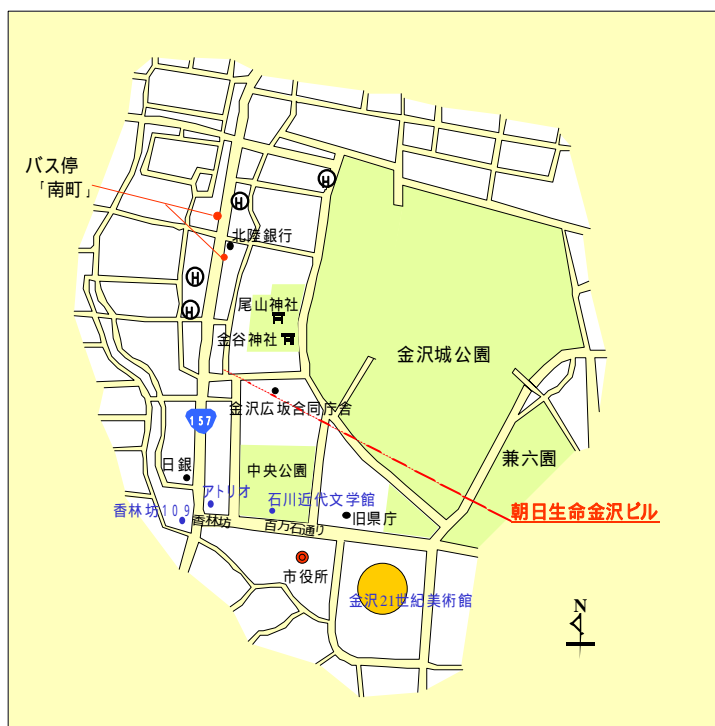 バス停
「南町」
H
H
北陸銀行
H
H
尾山神社
金谷神社
金沢城公園
金沢広坂合同庁舎
157
兼六園
日銀
中央公園
アトリオ
石川近代文学館
香林坊109
香林坊
百万石通り
旧県庁
朝日生命金沢ビル
市役所
金沢21世紀美術館
N